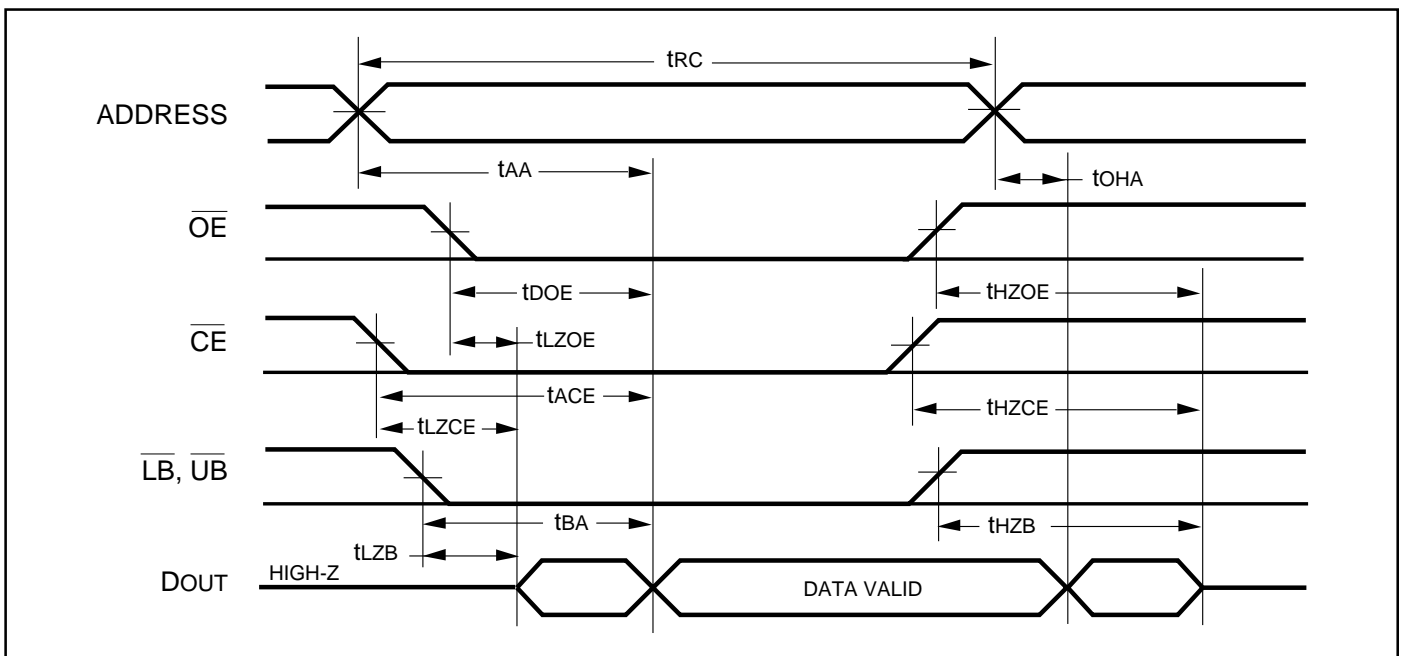 tRC
ADDRESS
tAA
tOHA
OE
tDOE
tHZOE
CE
tLZOE
tACE
tHZCE
tLZCE
LB, UB
tBA
tHZB
tLZB
DOUT
HIGH-Z
DATA VALID